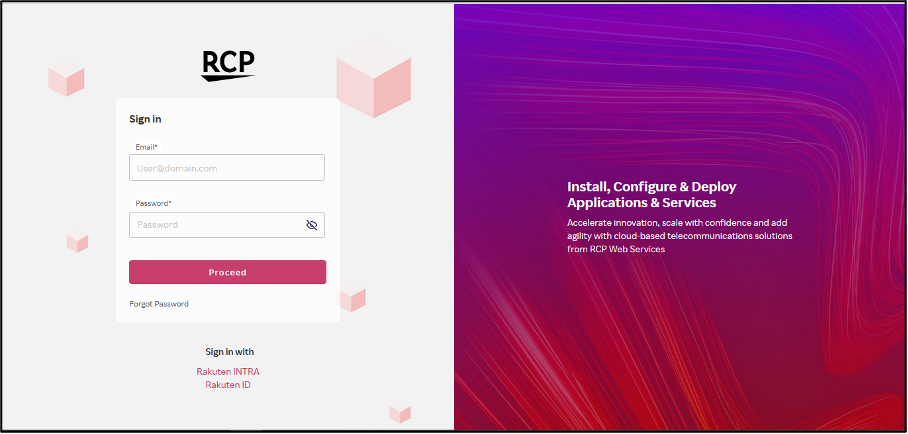 RCP
Sign in
Email*
User@domain.com
Password*
Password
Proceed
Forgot Password
Sign in with
Rakuten INTRA
Rakuten ID
Install, Configure & Deploy
Applications & Services
Accelerate innovation, scale with confidence and add
agility with cloud-based telecommunications solutions
from RCP Web Services